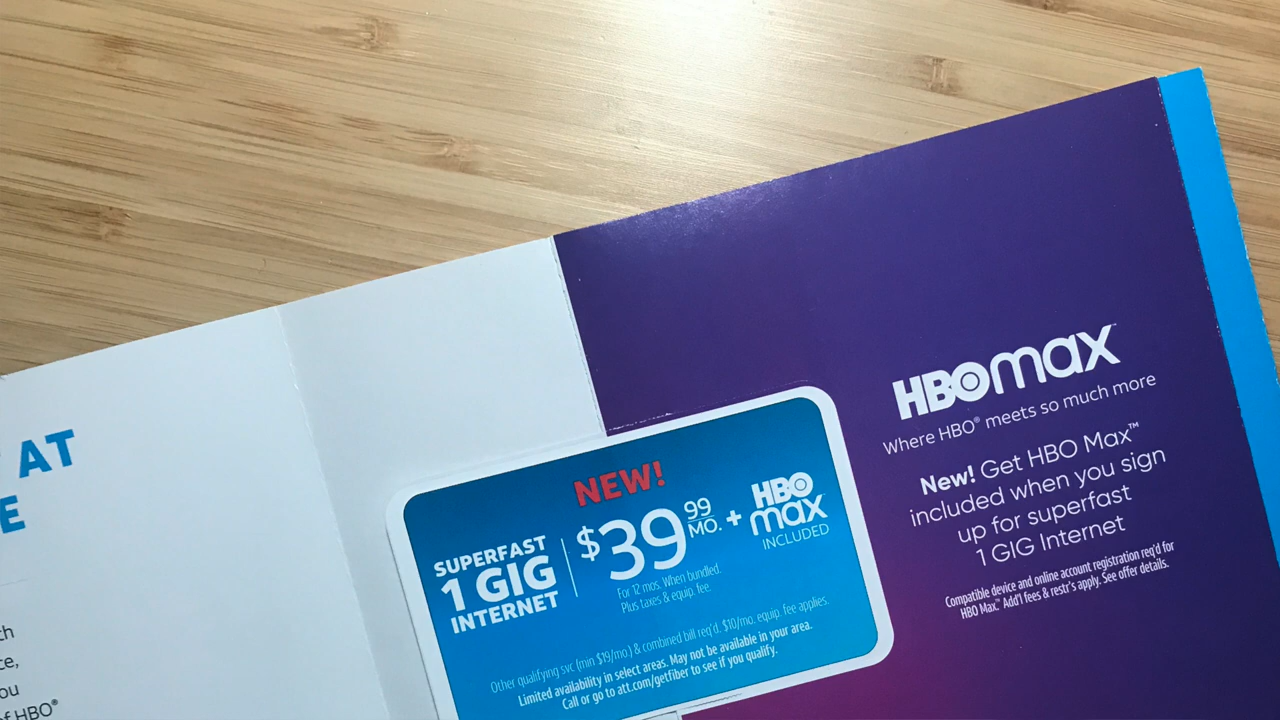 AT
E
th
ce,
ou
of HBO®
NEW!
SUPERFAST
1 GIG
INTERNET
$39 99
MO. +
HBO
max
INCLUDED
For 12 mos. When bundled.
Plus taxes & equip. fee.
Other qualifying svc (min $19/mo.) & combined bill req'd. $10/mo. equip. fee applies.
Limited availability in select areas. May not be available in your area.
Call or go to att.com/getfiber to see if you qualify.
HBOmax
Where HBO® meets so much more
New! Get HBO Max™
included when you sign
up for superfast
1 GIG Internet
Compatible device and online account registration req'd for
HBO Max.™ Add'l fees & restr's apply. See offer details.